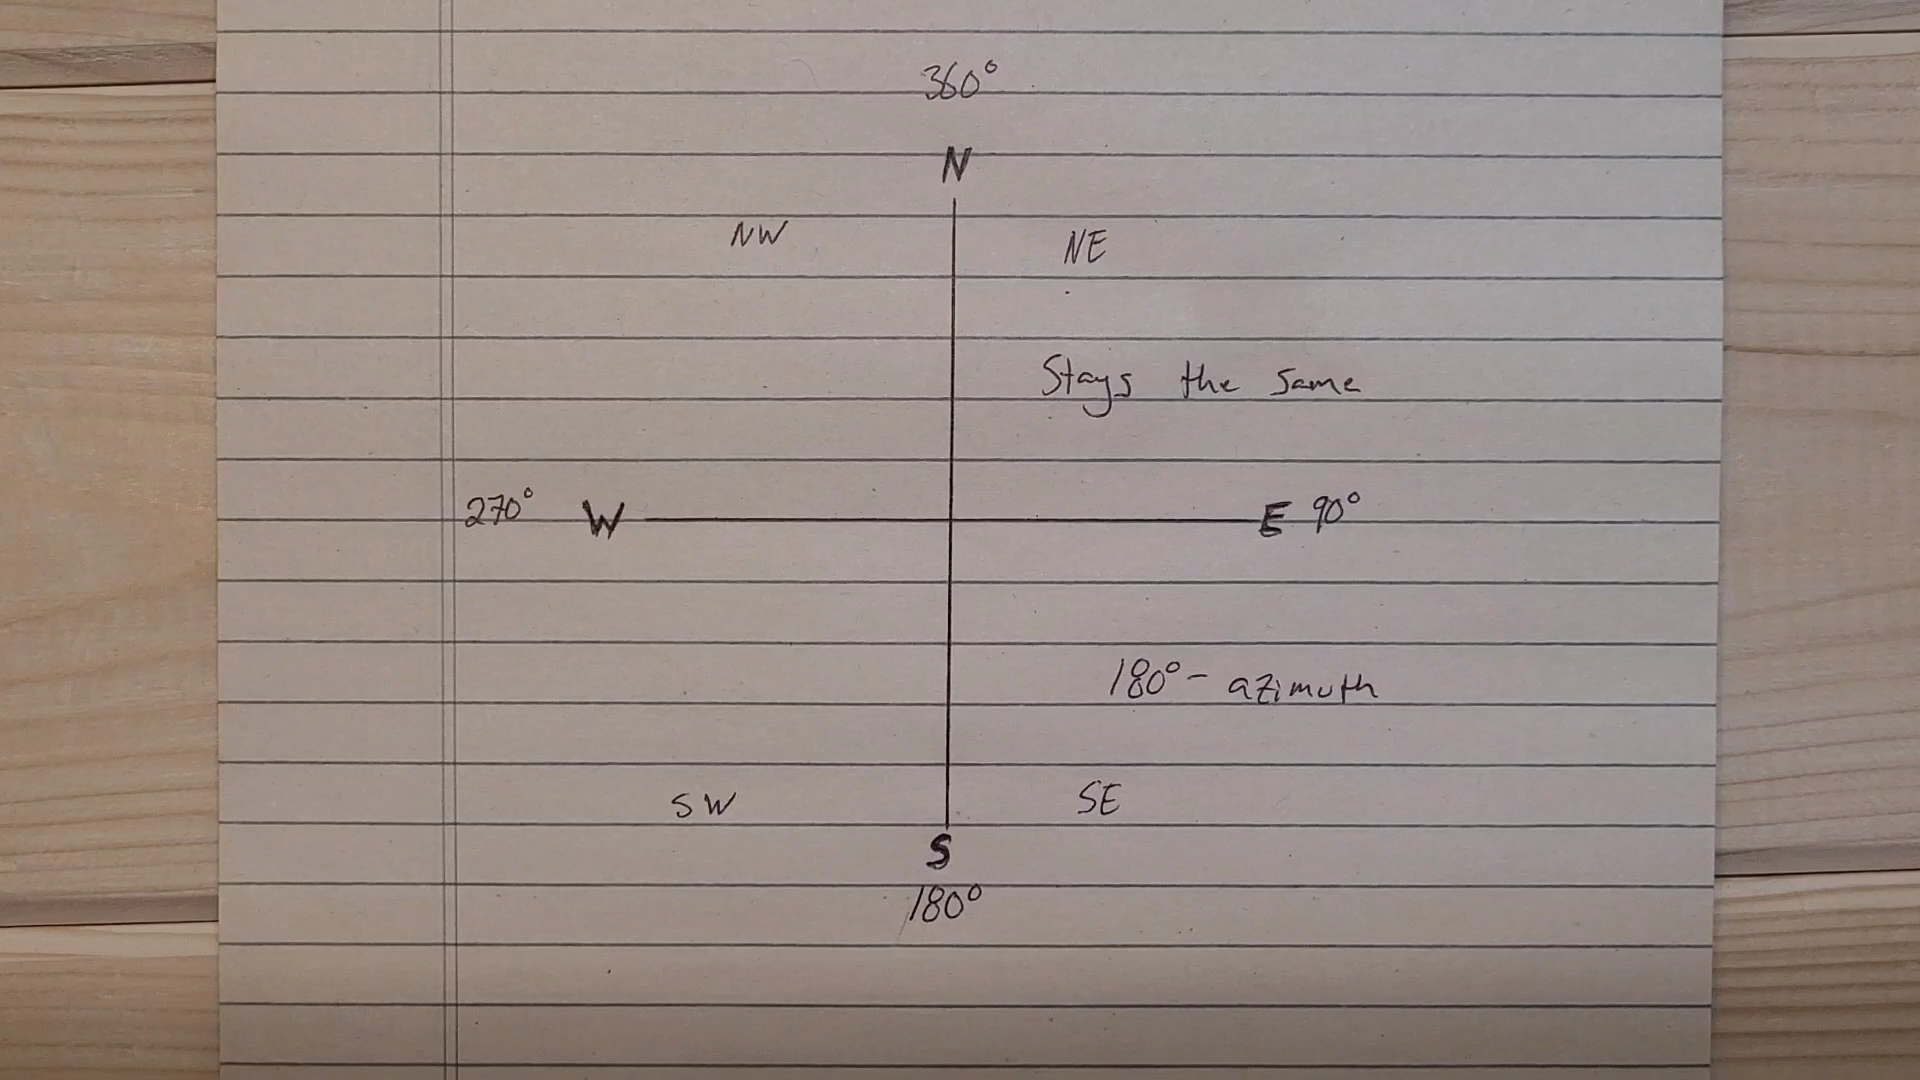 360°
N
NW NE
Stays the same
270° W E 90°
180° - azimuth
SW SE
S
180°